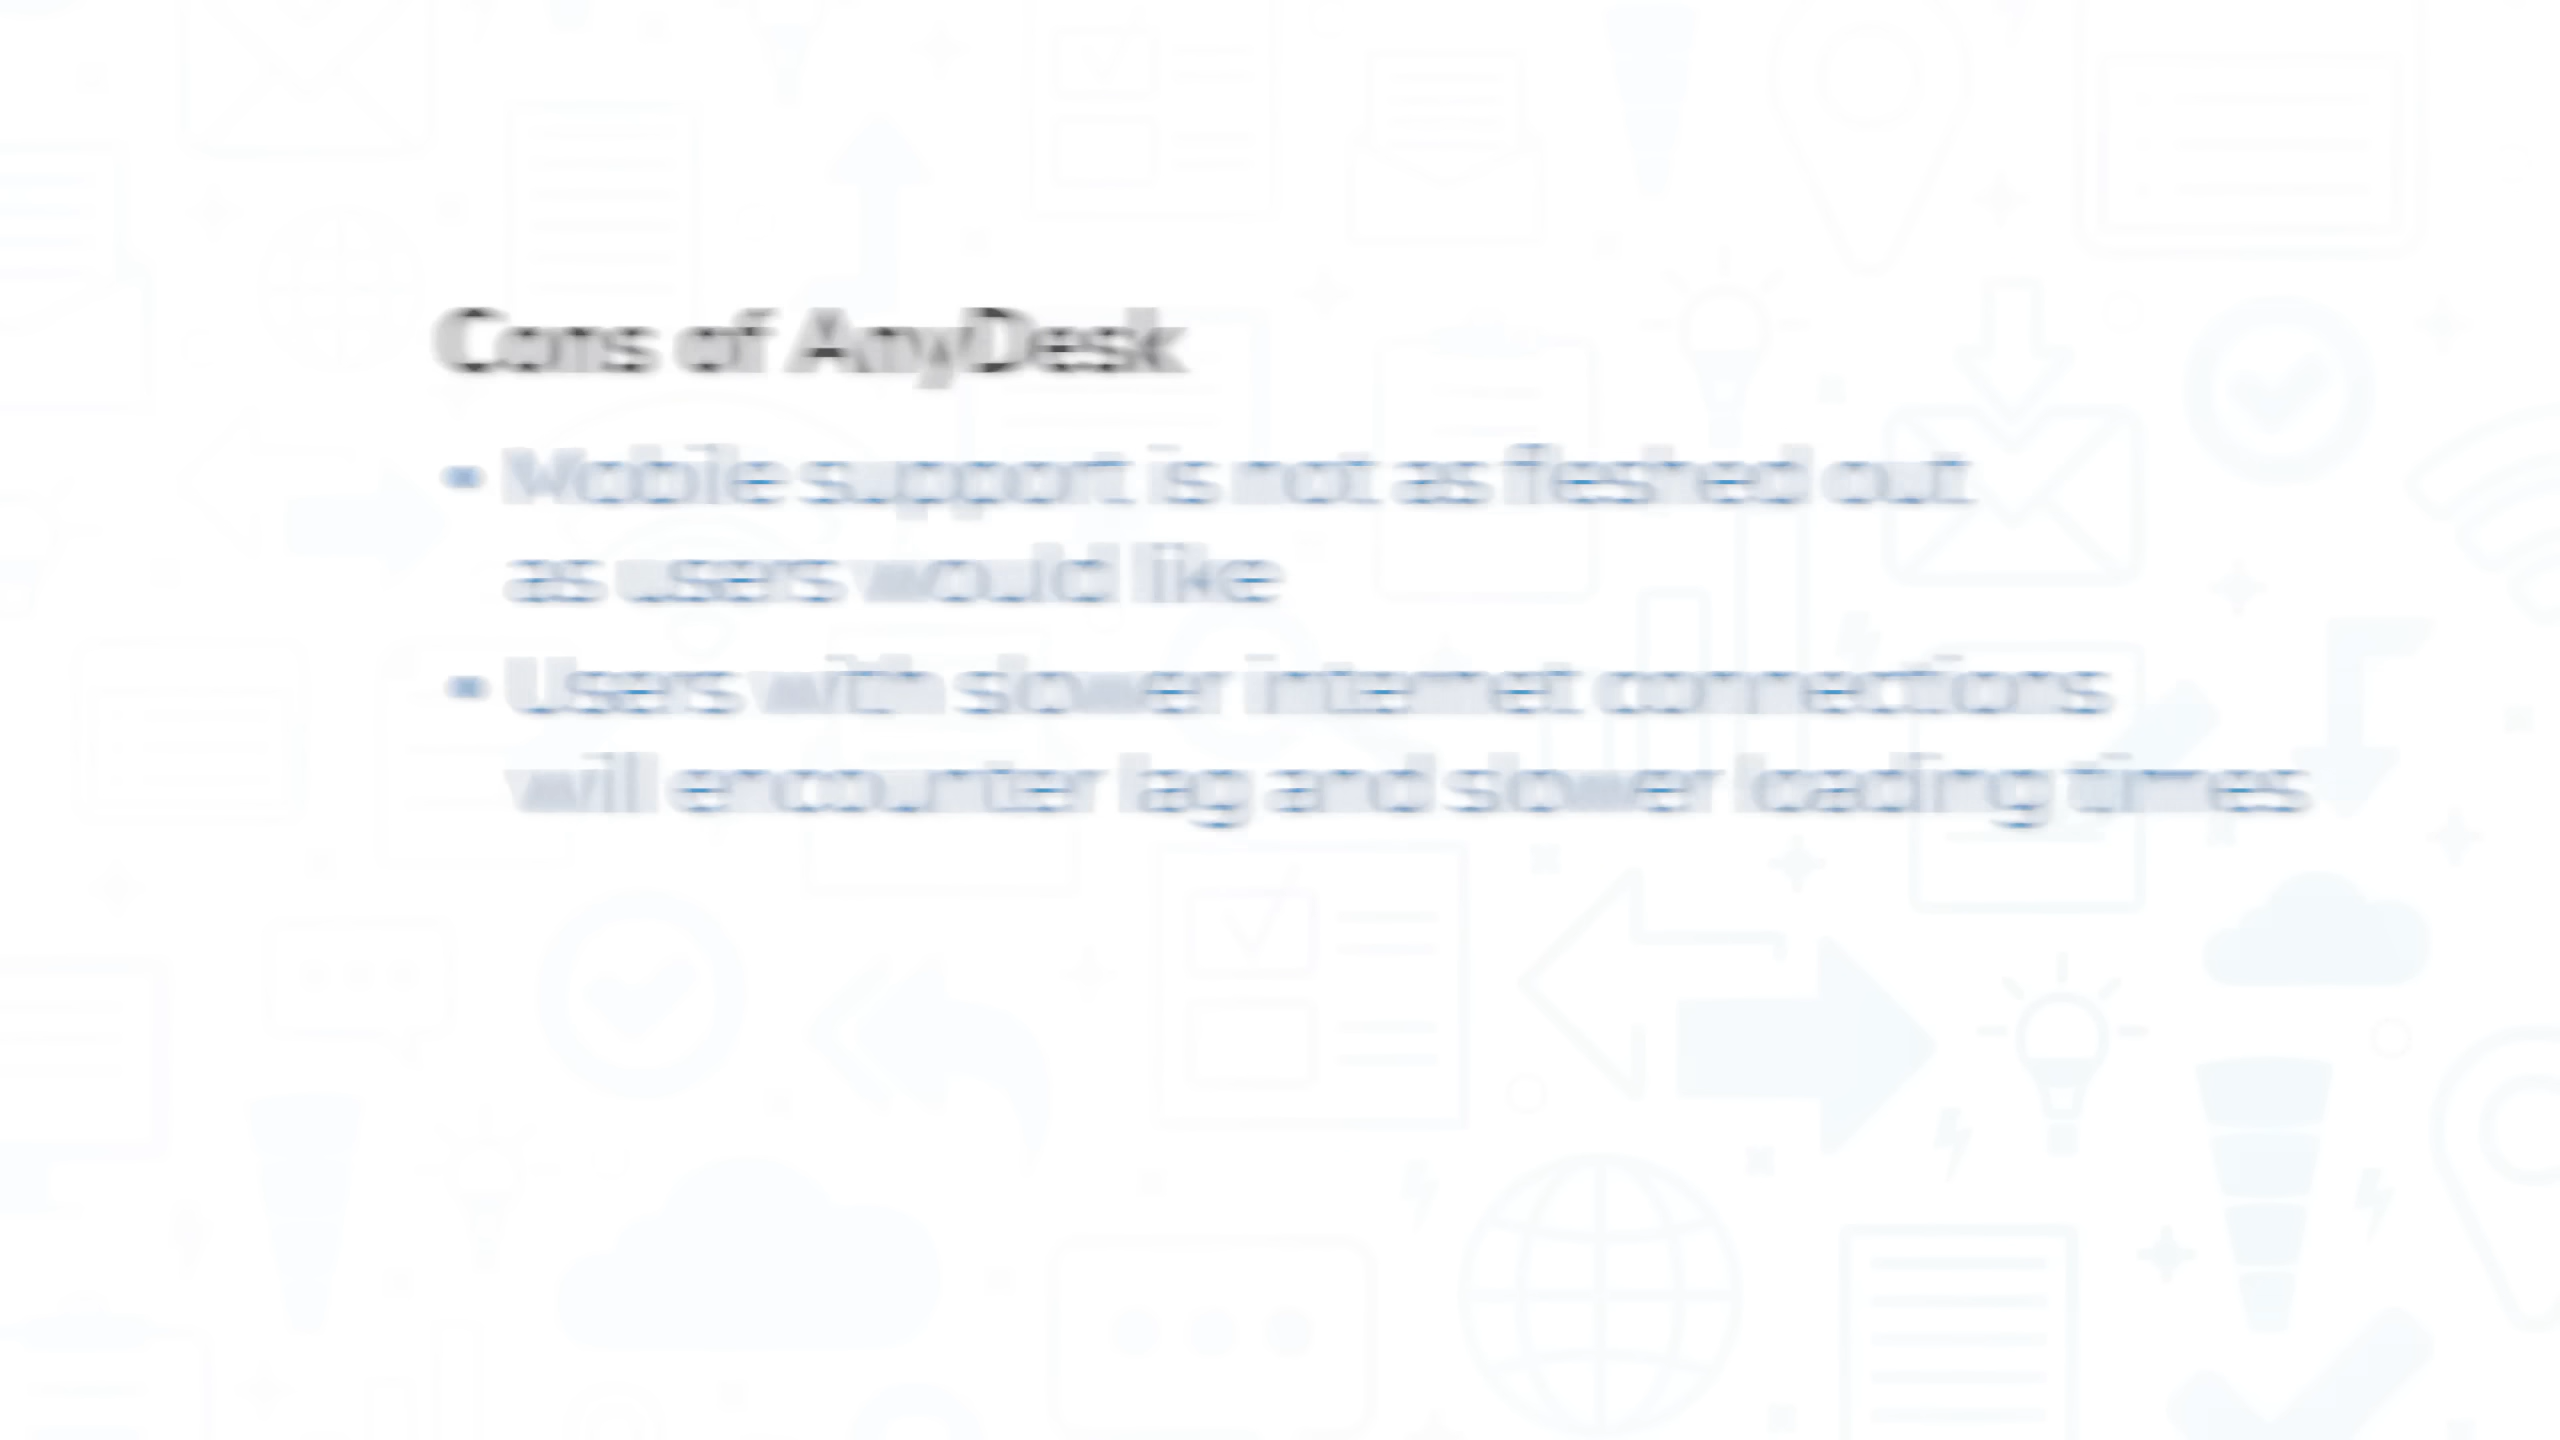 Cons of AnyDesk
• Mobile support is not as fleshed out
as users would like
• Users with slower internet connections
will encounter lag and slower loading times